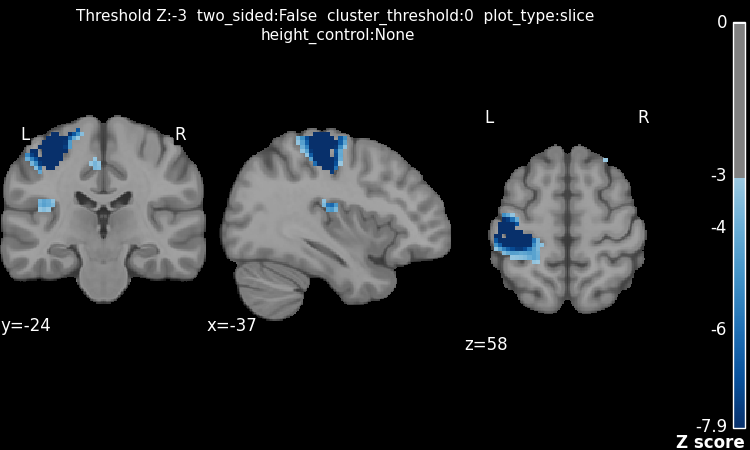 Threshold Z:-3  two_sided:False  cluster_threshold:0  plot_type:slice
height_control:None
L
R
L
R
y=-24
x=-37
z=58
0
-3
-4
-6
-7.9
Z score